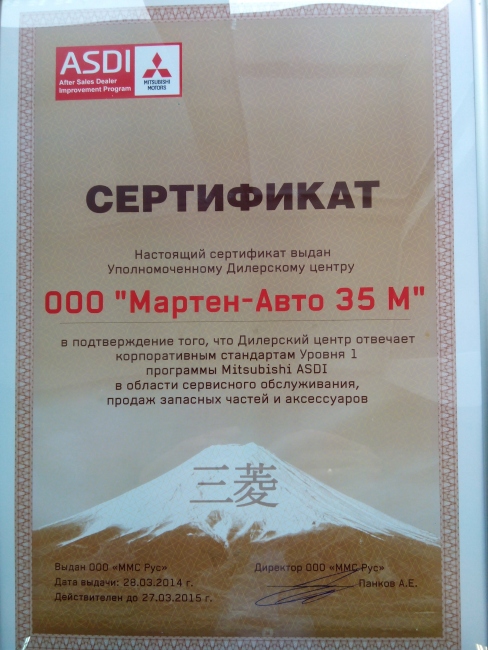 ASDI
After Sales Dealer
Improvement Program
MITSUBISHI
MOTORS
СЕРТИФИКАТ
Настоящий сертификат выдан
Уполномоченному Дилерскому центру
ООО "Мартен-Авто 35 М"
в подтверждение того, что Дилерский центр отвечает
корпоративным стандартам Уровня 1
программы Mitsubishi ASDI
в области сервисного обслуживания,
продаж запасных частей и аксессуаров
三菱
Выдан ООО «ММС Рус»
Дата выдачи: 28.03.2014 г.
Действителен до 27.03.2015 г.
Директор ООО «ММС Рус»
Панков А.Е.